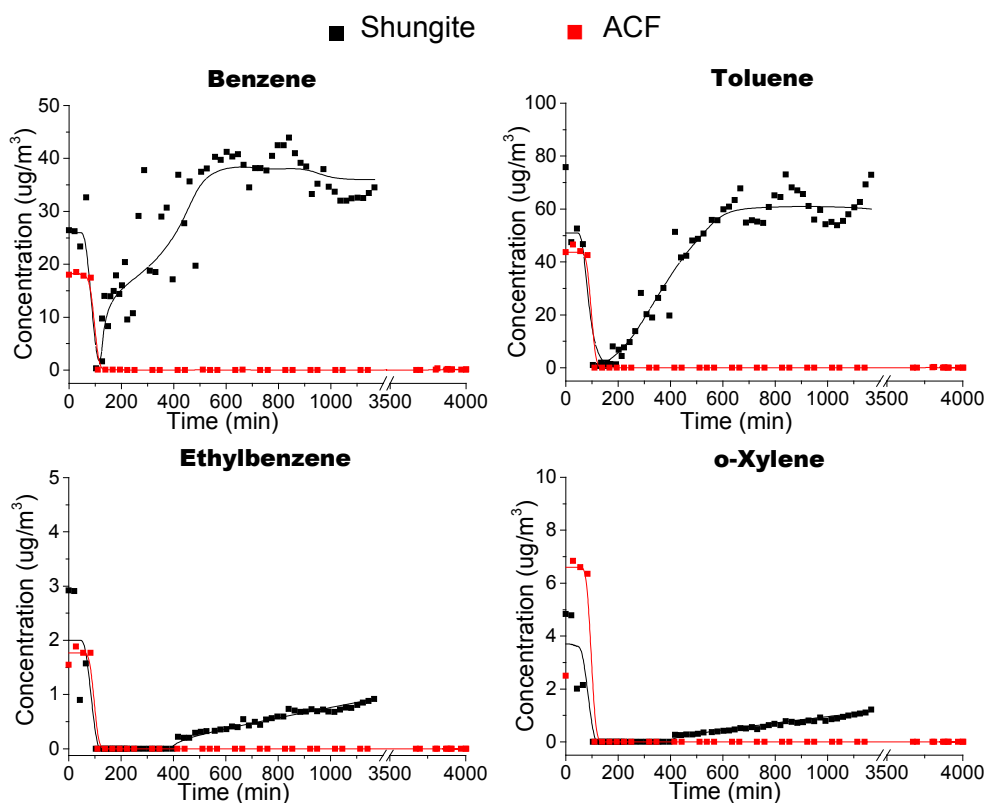 Shungite ACF
Benzene
Concentration (ug/m³)
50
40
30
20
10
0
0 200 400 600 800 1000 3500 4000
Time (min)
Toluene
Concentration (ug/m³)
100
80
60
40
20
0
0 200 400 600 800 1000 3500 4000
Time (min)
Ethylbenzene
Concentration (ug/m³)
5
4
3
2
1
0
0 200 400 600 800 1000 3500 4000
Time (min)
o-Xylene
Concentration (ug/m³)
10
8
6
4
2
0
0 200 400 600 800 1000 3500 4000
Time (min)